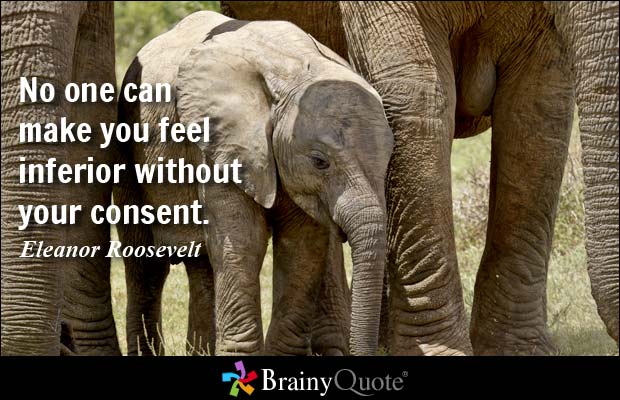 No one can
make you feel
inferior without
your consent.
Eleanor Roosevelt
BrainyQuote®